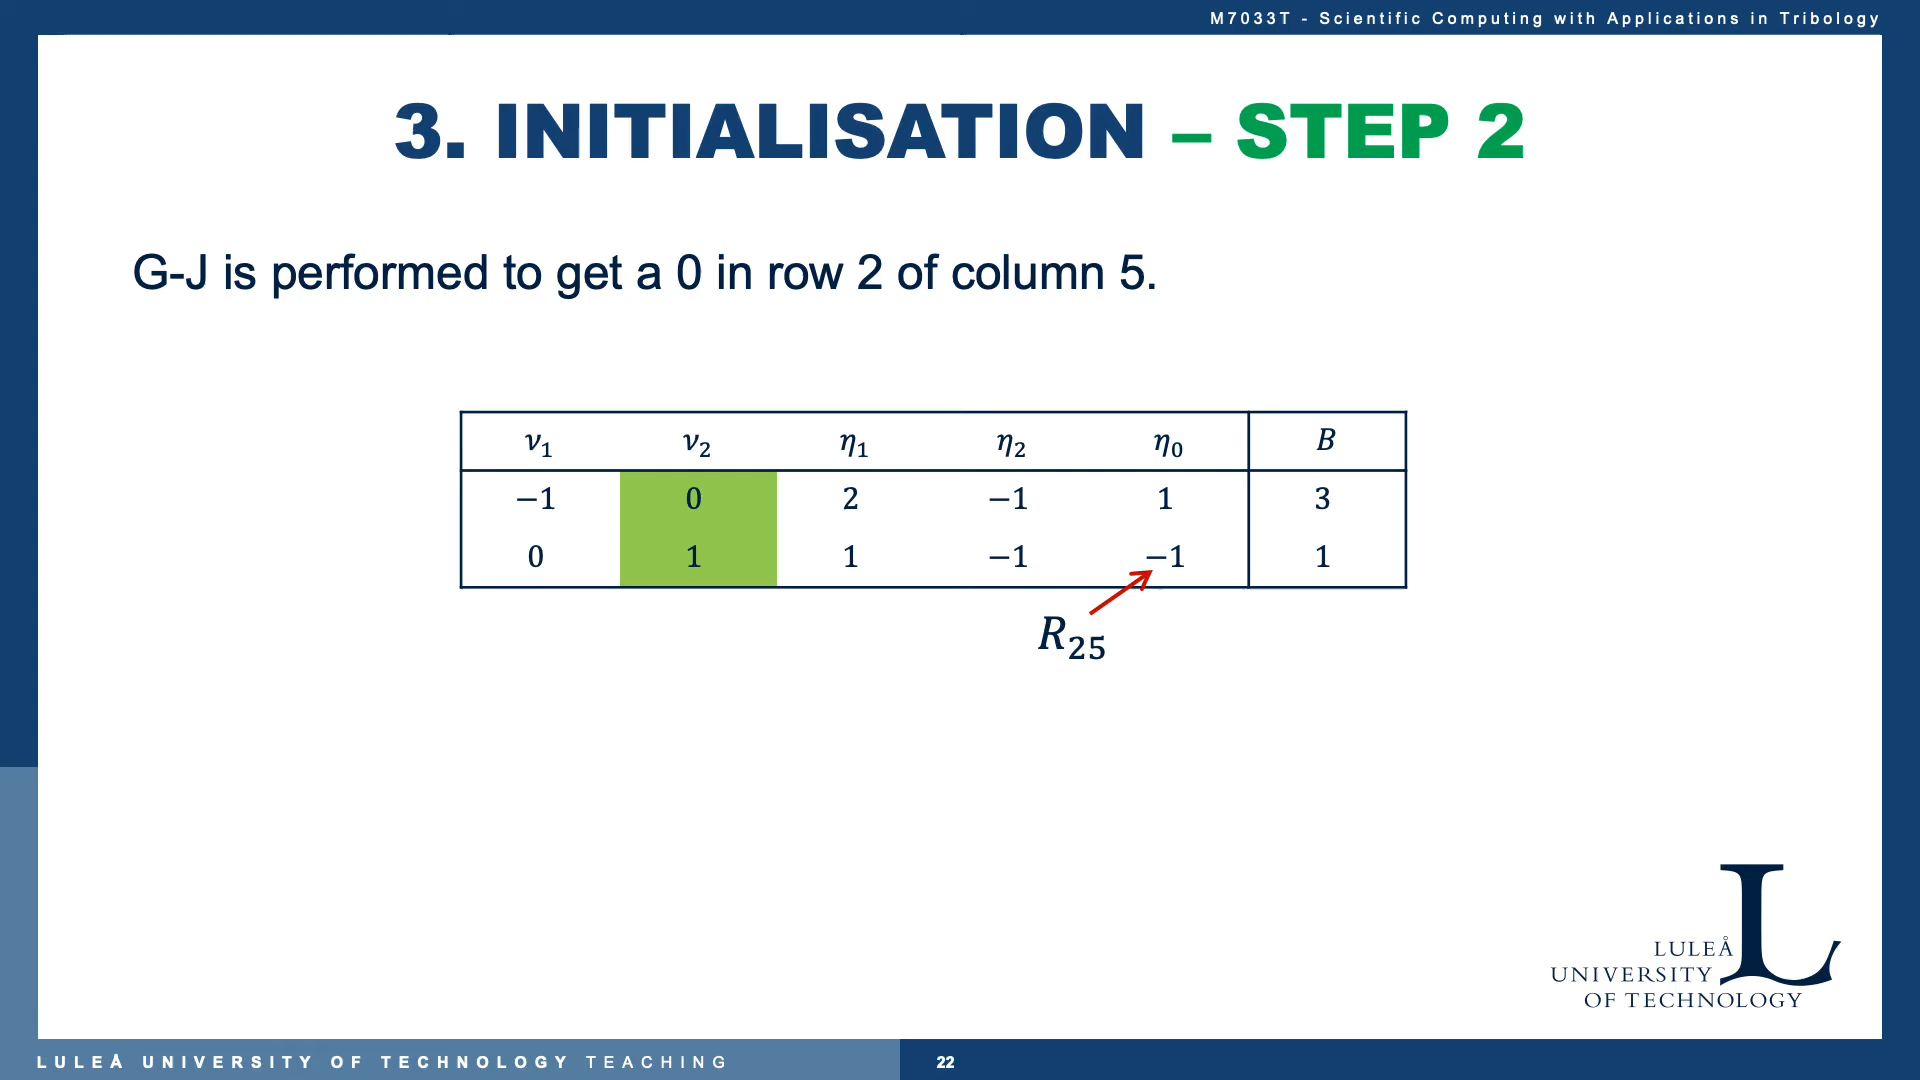 M7033T - Scientific Computing with Applications in Tribology
3. INITIALISATION – STEP 2
G-J is performed to get a 0 in row 2 of column 5.
ν₁ ν₂ η₁ η₂ η₀ B
−1 0 2 −1 1 3
0 1 1 −1 −1 1
R₂₅
LULEÅ
UNIVERSITY
OF TECHNOLOGY
LULEÅ UNIVERSITY OF TECHNOLOGY TEACHING 22